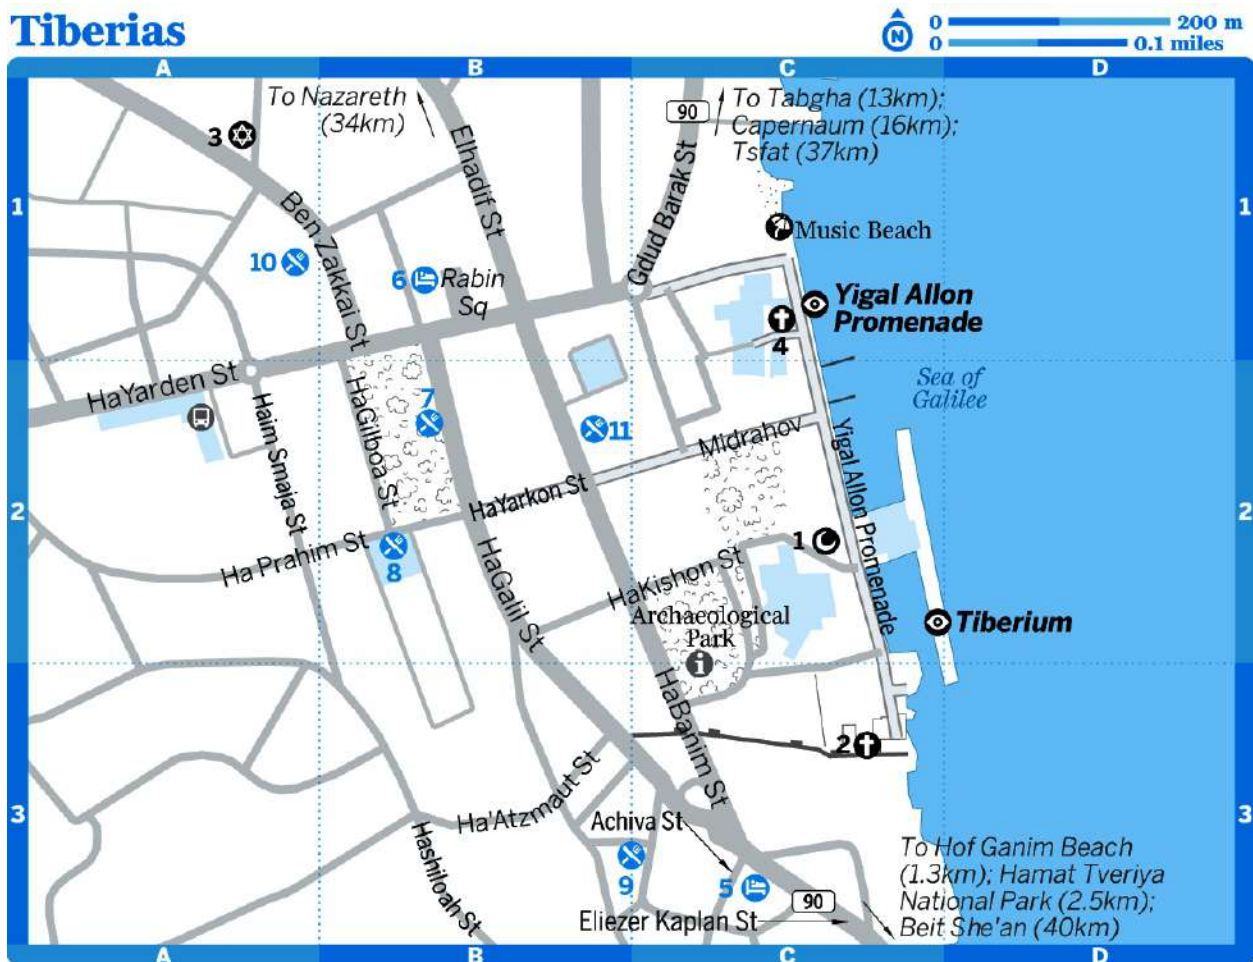 Tiberias
N
0 200 m
0 0.1 miles
A B C D
To Nazareth
(34km)
90
To Tabgha (13km);
Capernaum (16km);
Tsfat (37km)
3
Elhadif St
Gdud Barak St
1 1
Ben Zakkai St
Music Beach
10
6
Rabin
Sq
Yigal Allon
Promenade
4
HaYarden St
Haim Smaja St
HaGilboa St
7
11
Sea of
Galilee
Midrahov
Yigal Allon Promenade
HaYarkon St
2 2
1
Ha Prahim St
8
HaGalil St
HaKishon St
Archaeological
Park
i
Tiberium
HaBanim St
2
3 3
Ha'Atzmaut St
Achiva St
Hashiloah St
9
5
90
Eliezer Kaplan St
To Hof Ganim Beach
(1.3km); Hamat Tveriya
National Park (2.5km);
Beit She'an (40km)
A B C D